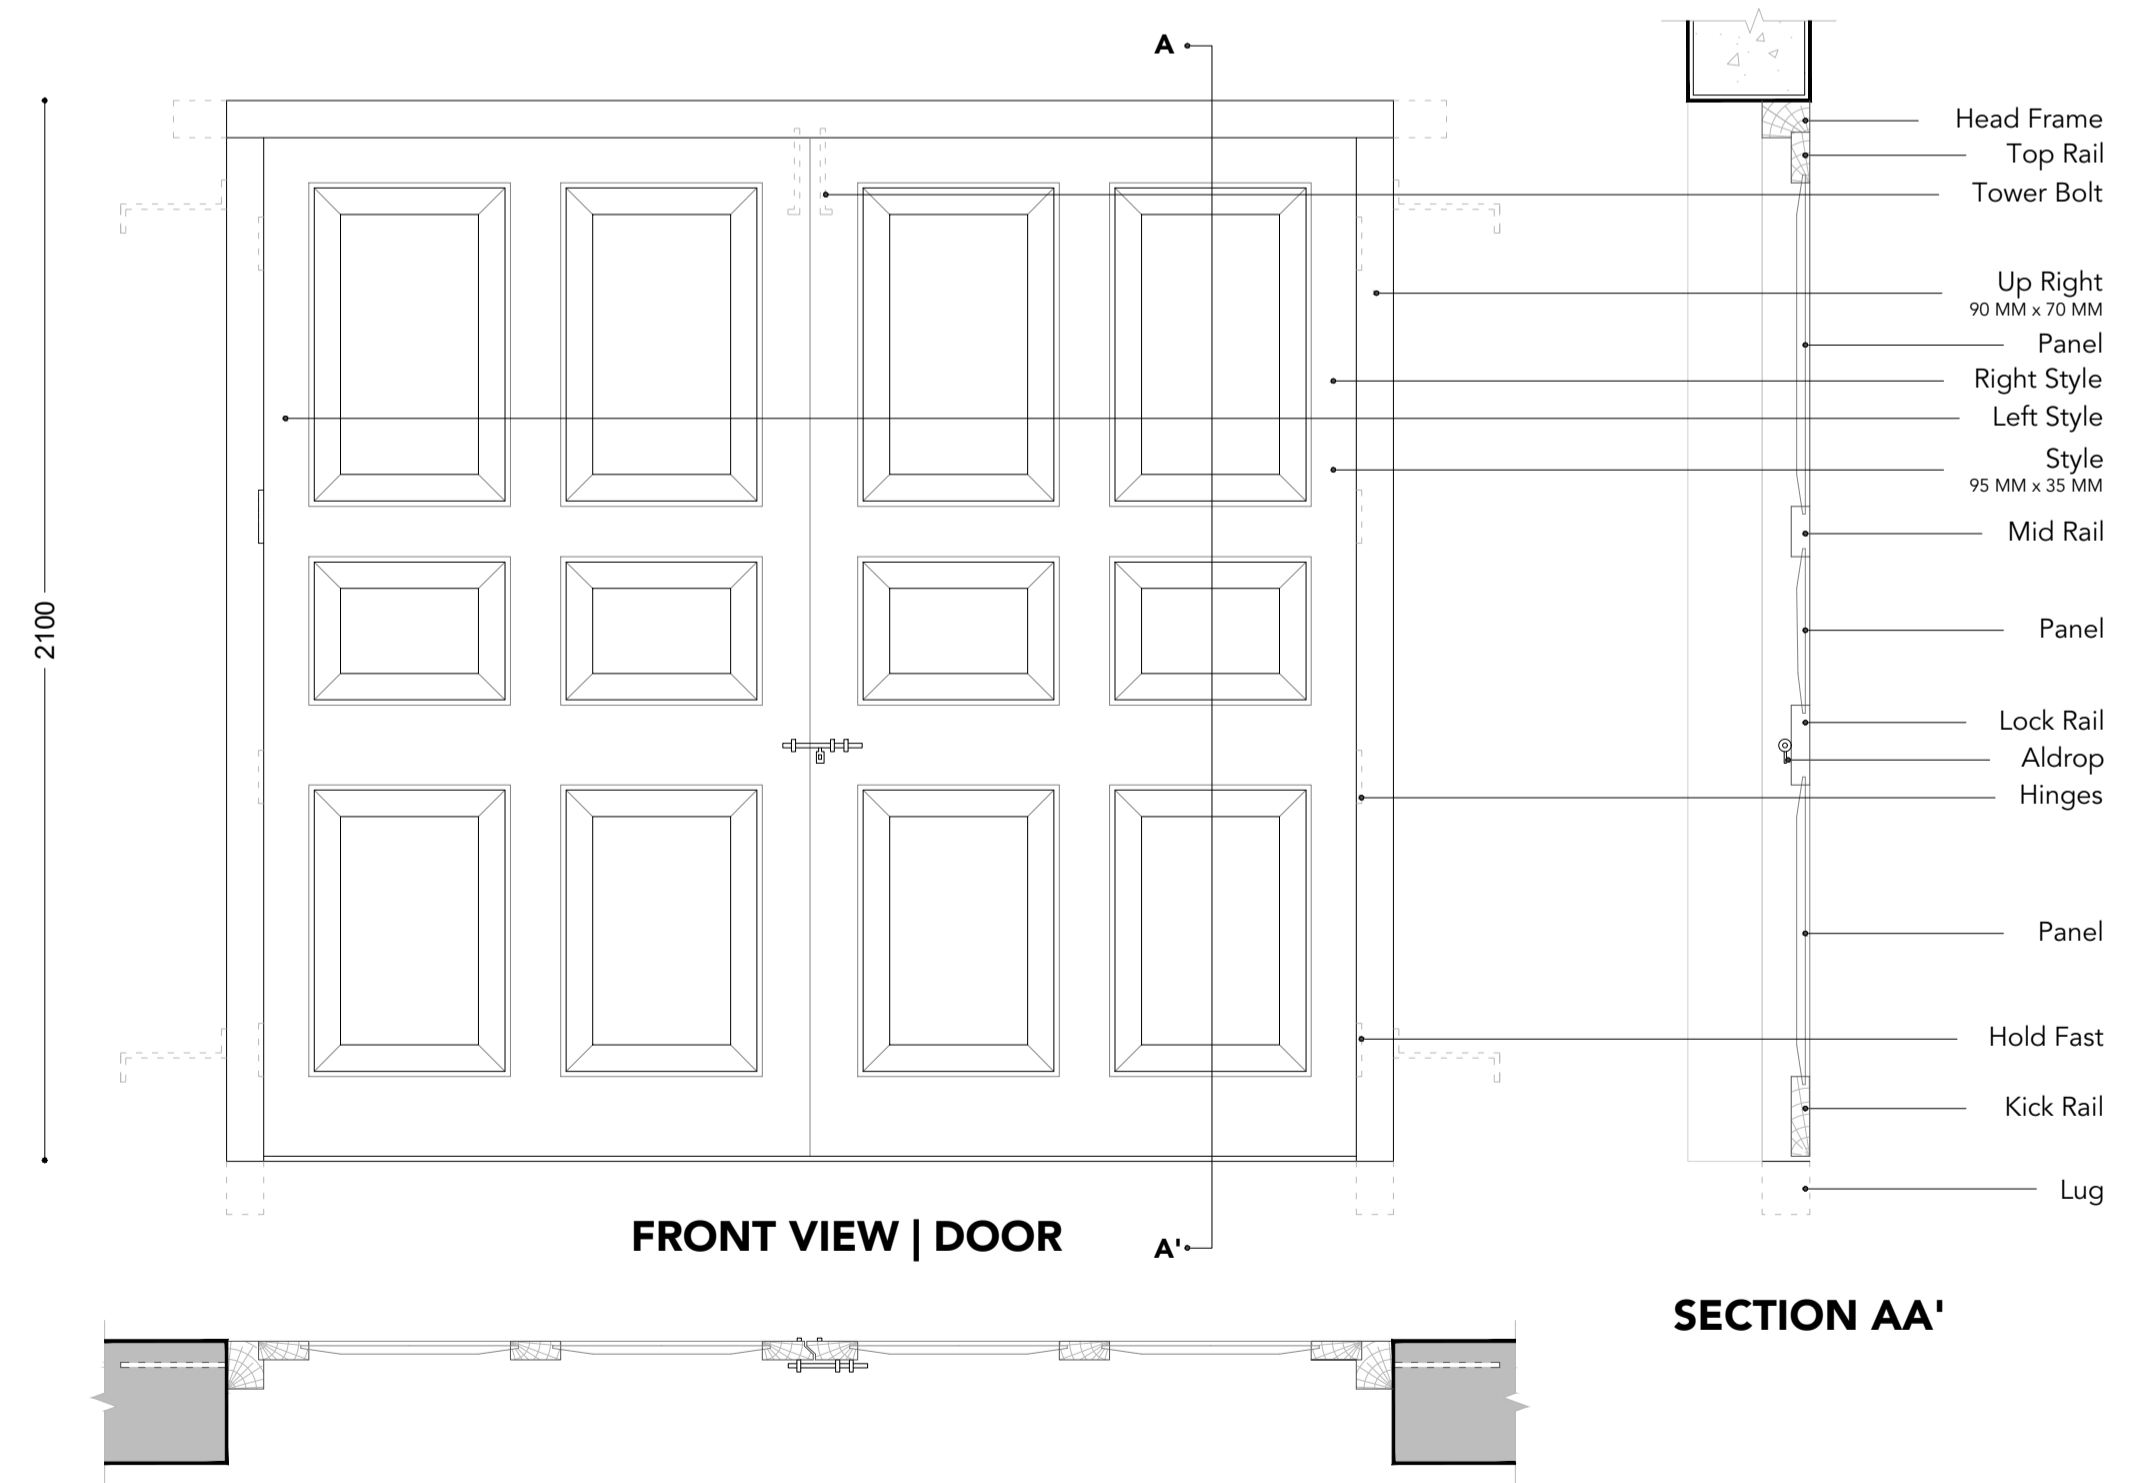 A
2100
Head Frame
Top Rail
Tower Bolt
Up Right
90 MM x 70 MM
Panel
Right Style
Left Style
Style
95 MM x 35 MM
Mid Rail
Panel
Lock Rail
Aldrop
Hinges
Panel
Hold Fast
Kick Rail
Lug
FRONT VIEW | DOOR
A'
SECTION AA'